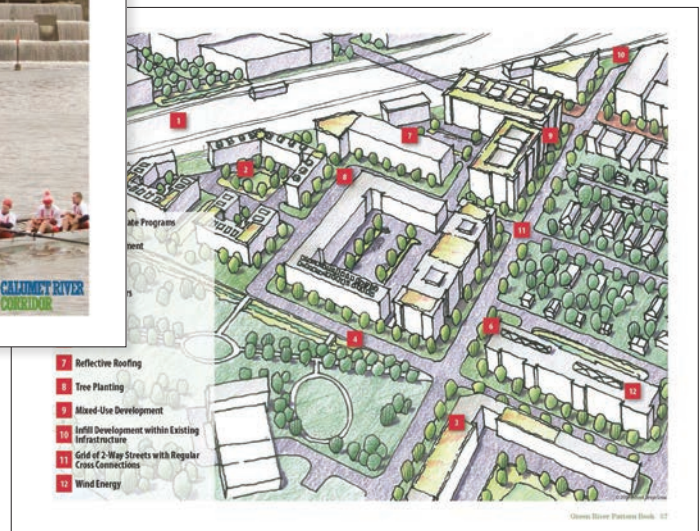 CALUMET RIVER
CORRIDOR
1
2
3
4
6
7
8
9
10
11
12
ate Programs
ment
rs
7 Reflective Roofing
8 Tree Planting
9 Mixed-Use Development
10 Infill Development within Existing
Infrastructure
11 Grid of 2-Way Streets with Regular
Cross Connections
12 Wind Energy
Green River Pattern Book 57